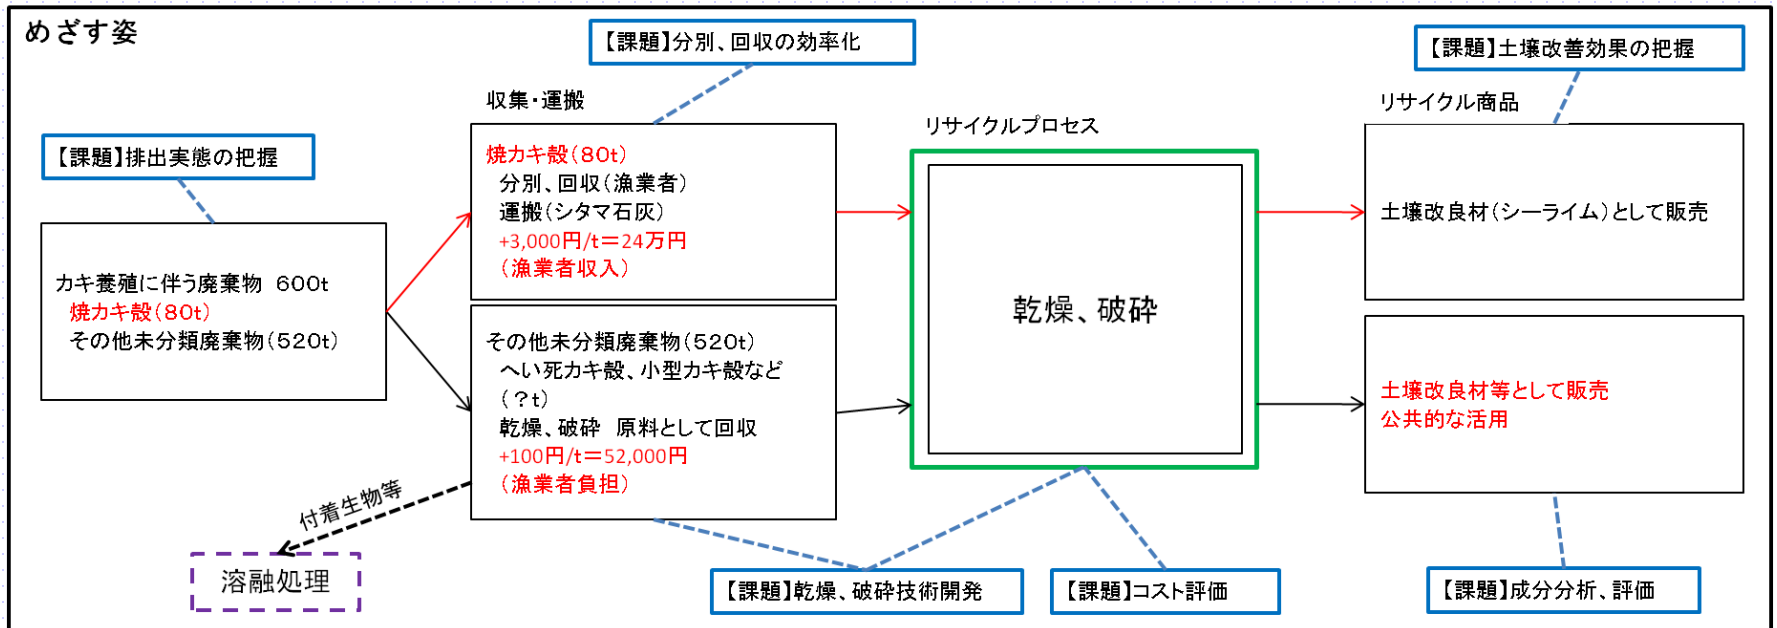 めざす姿
【課題】分別、回収の効率化
【課題】土壌改善効果の把握
収集・運搬
リサイクル商品
リサイクルプロセス
【課題】排出実態の把握
焼カキ殻(80t)
分別、回収(漁業者)
運搬(シタマ石灰)
+3,000円/t=24万円
(漁業者収入)
土壌改良材(シーライム)として販売
カキ養殖に伴う廃棄物 600t
焼カキ殻(80t)
その他未分類廃棄物(520t)
乾燥、破砕
その他未分類廃棄物(520t)
へい死カキ殻、小型カキ殻など
(?t)
乾燥、破砕 原料として回収
+100円/t=52,000円
(漁業者負担)
土壌改良材等として販売
公共的な活用
付着生物等
溶融処理
【課題】乾燥、破砕技術開発
【課題】コスト評価
【課題】成分分析、評価